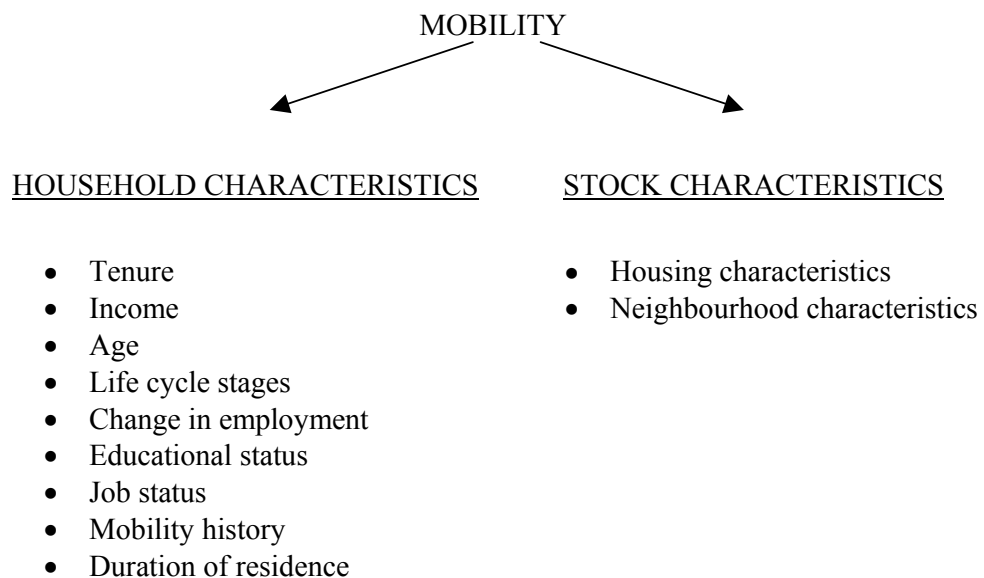 MOBILITY
HOUSEHOLD CHARACTERISTICS
• Tenure
• Income
• Age
• Life cycle stages
• Change in employment
• Educational status
• Job status
• Mobility history
• Duration of residence
STOCK CHARACTERISTICS
• Housing characteristics
• Neighbourhood characteristics